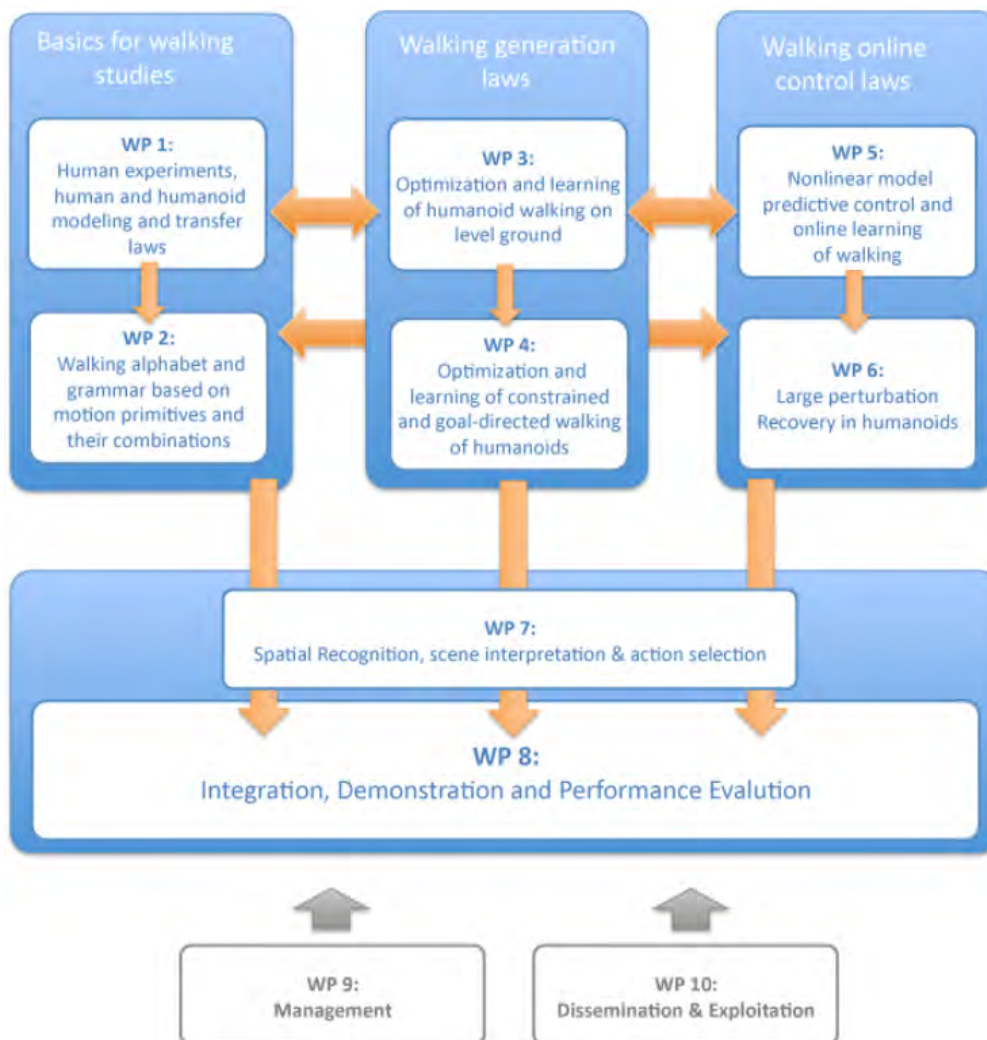 Basics for walking
studies
WP 1:
Human experiments,
human and humanoid
modeling and transfer
laws
WP 2:
Walking alphabet and
grammar based on
motion primitives and
their combinations
Walking generation
laws
WP 3:
Optimization and learning
of humanoid walking on
level ground
WP 4:
Optimization and
learning of constrained
and goal-directed walking
of humanoids
Walking online
control laws
WP 5:
Nonlinear model
predictive control and
online learning
of walking
WP 6:
Large perturbation
Recovery in humanoids
WP 7:
Spatial Recognition, scene interpretation & action selection
WP 8:
Integration, Demonstration and Performance Evalution
WP 9:
Management
WP 10:
Dissemination & Exploitation